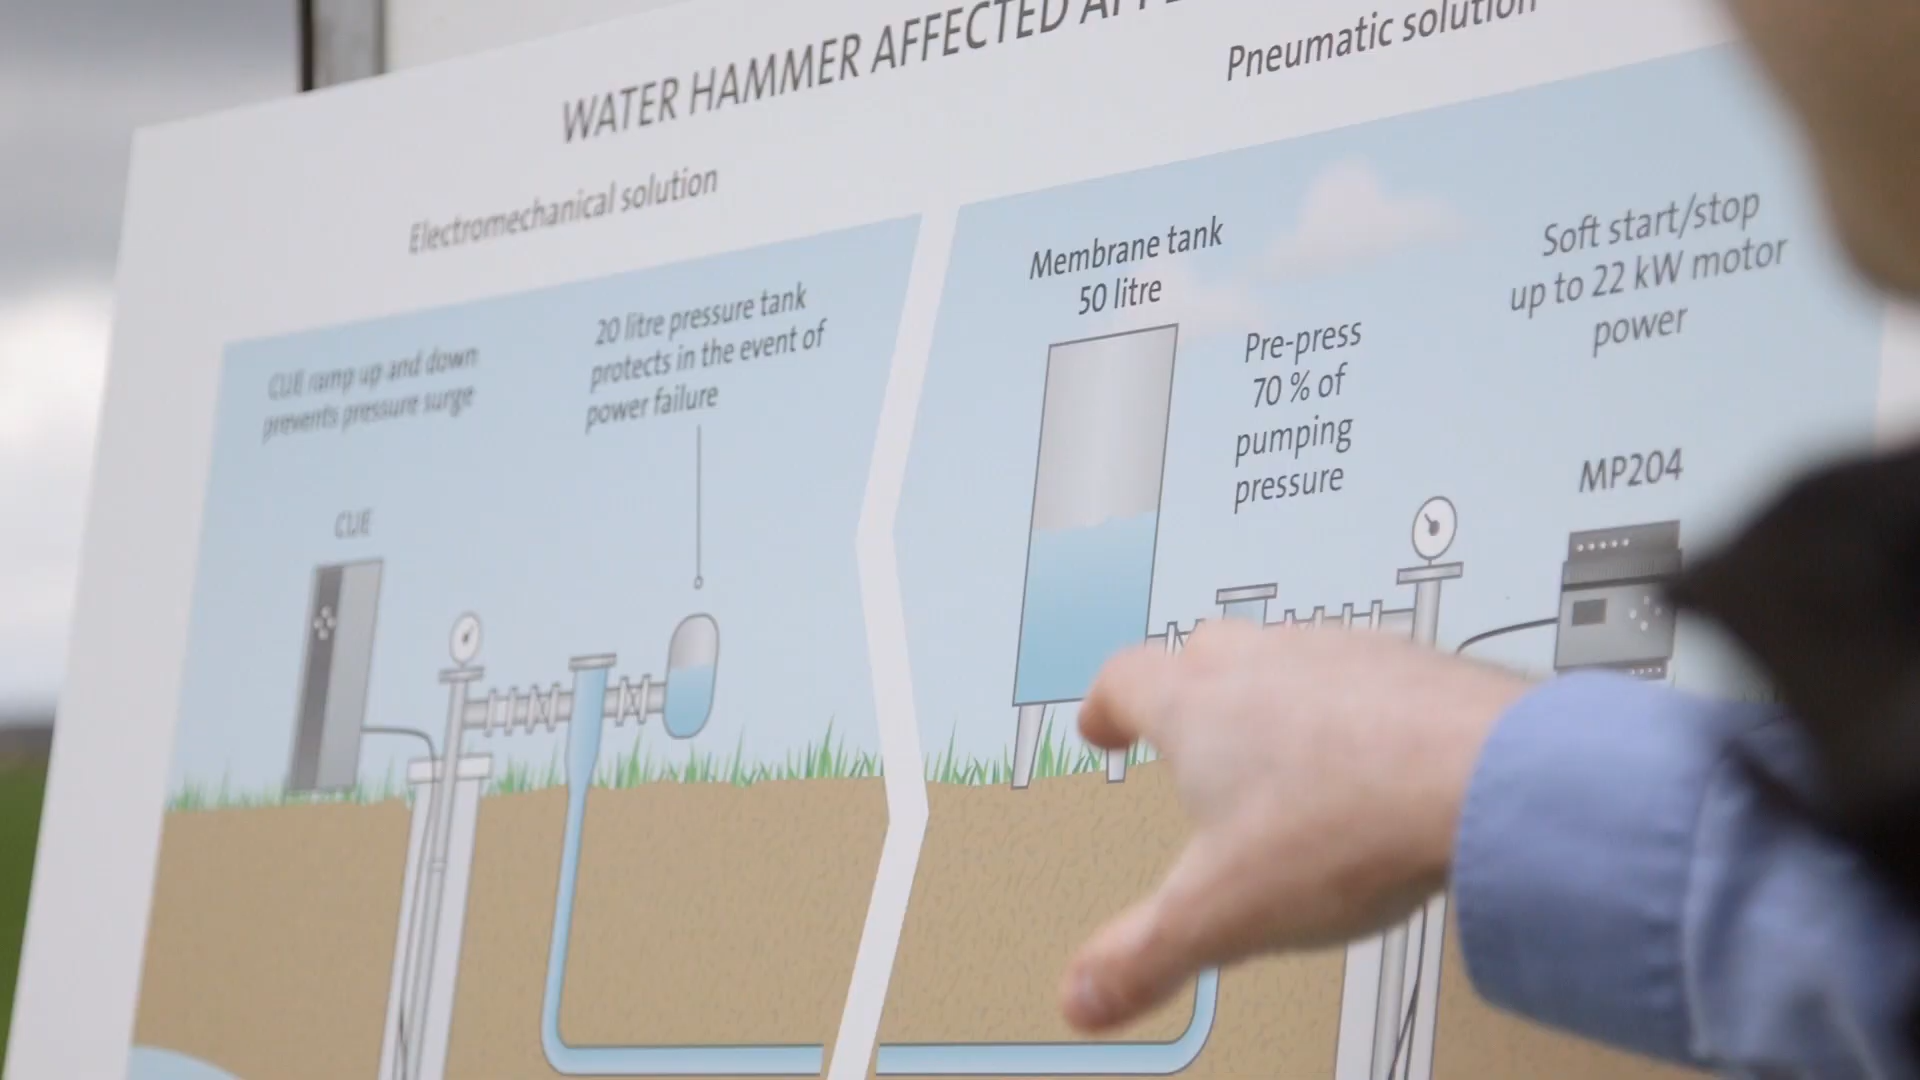 WATER HAMMER AFFECTED
Electromechanical solution
Pneumatic solution
CUE ramp up and down
prevents pressure surge
20 litre pressure tank
protects in the event of
power failure
CUE
Membrane tank
50 litre
Pre-press
70 % of
pumping
pressure
Soft start/stop
up to 22 kW motor
power
MP204